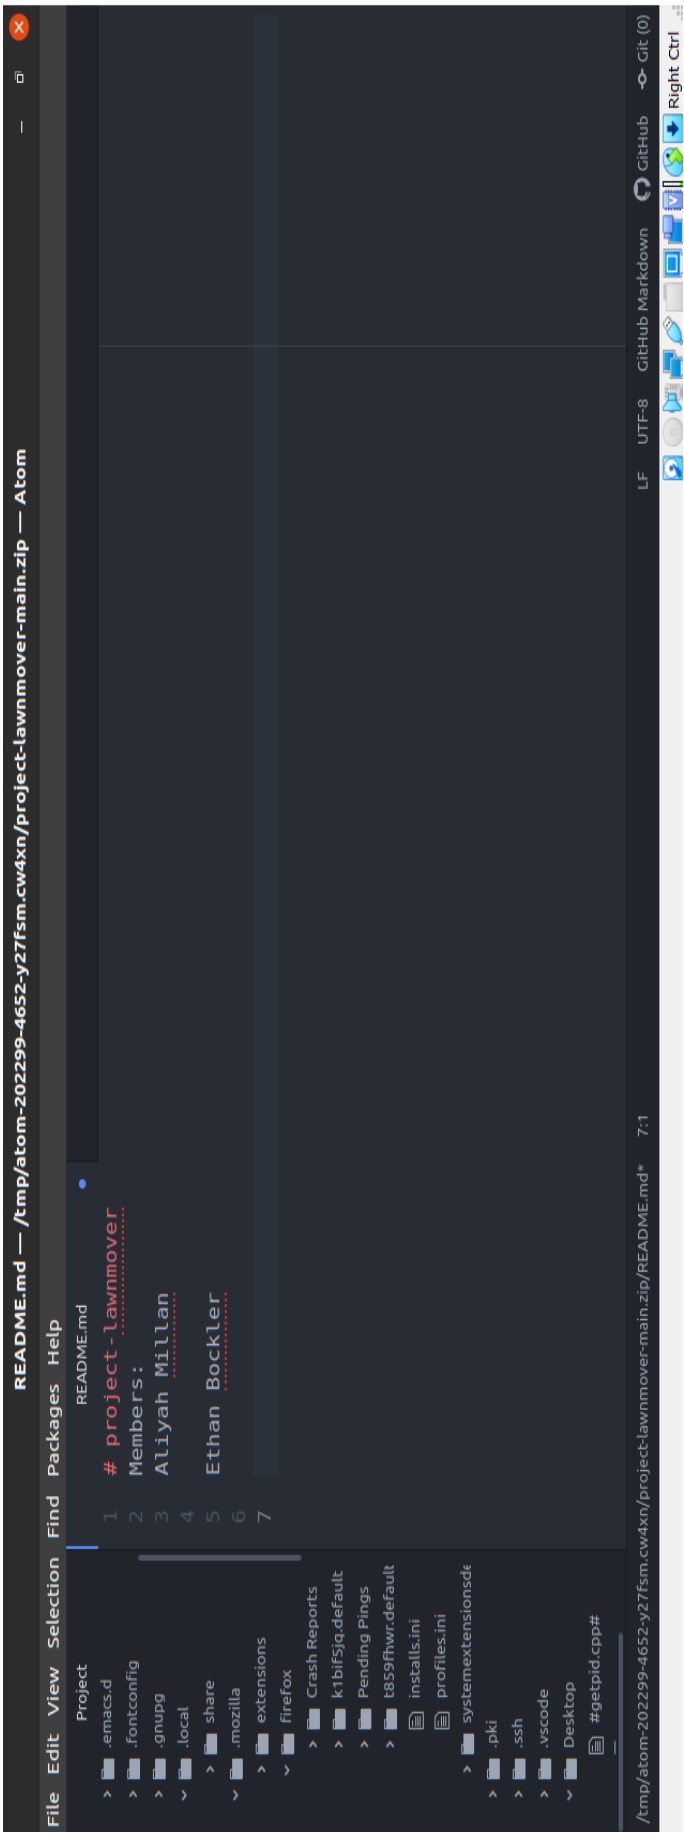 README.md — /tmp/atom-202299-4652-y27fsm.cw4xn/project-lawnmover-main.zip — Atom
File Edit View Selection Find Packages Help
Project
.emacs.d
.fontconfig
.gnupg
.local
share
.mozilla
extensions
firefox
Crash Reports
k1bif5jq.default
Pending Pings
t859fhwr.default
installs.ini
profiles.ini
systemextensionsde
.pki
.ssh
.vscode
Desktop
#getpid.cpp#
README.md
1 # project-lawnmover
2 Members:
3 Aliyah Millan
4
5 Ethan Bockler
6
7
/tmp/atom-202299-4652-y27fsm.cw4xn/project-lawnmover-main.zip/README.md* 7:1 LF UTF-8 GitHub Markdown GitHub Git (0)
Right Ctrl